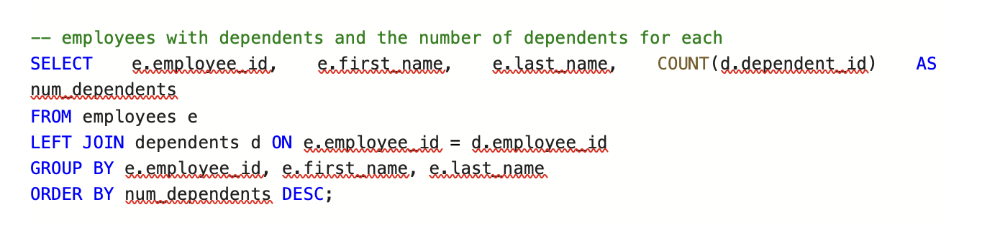 -- employees with dependents and the number of dependents for each
SELECT e.employee_id, e.first_name, e.last_name, COUNT(d.dependent_id) AS
num_dependents
FROM employees e
LEFT JOIN dependents d ON e.employee_id = d.employee_id
GROUP BY e.employee_id, e.first_name, e.last_name
ORDER BY num_dependents DESC;